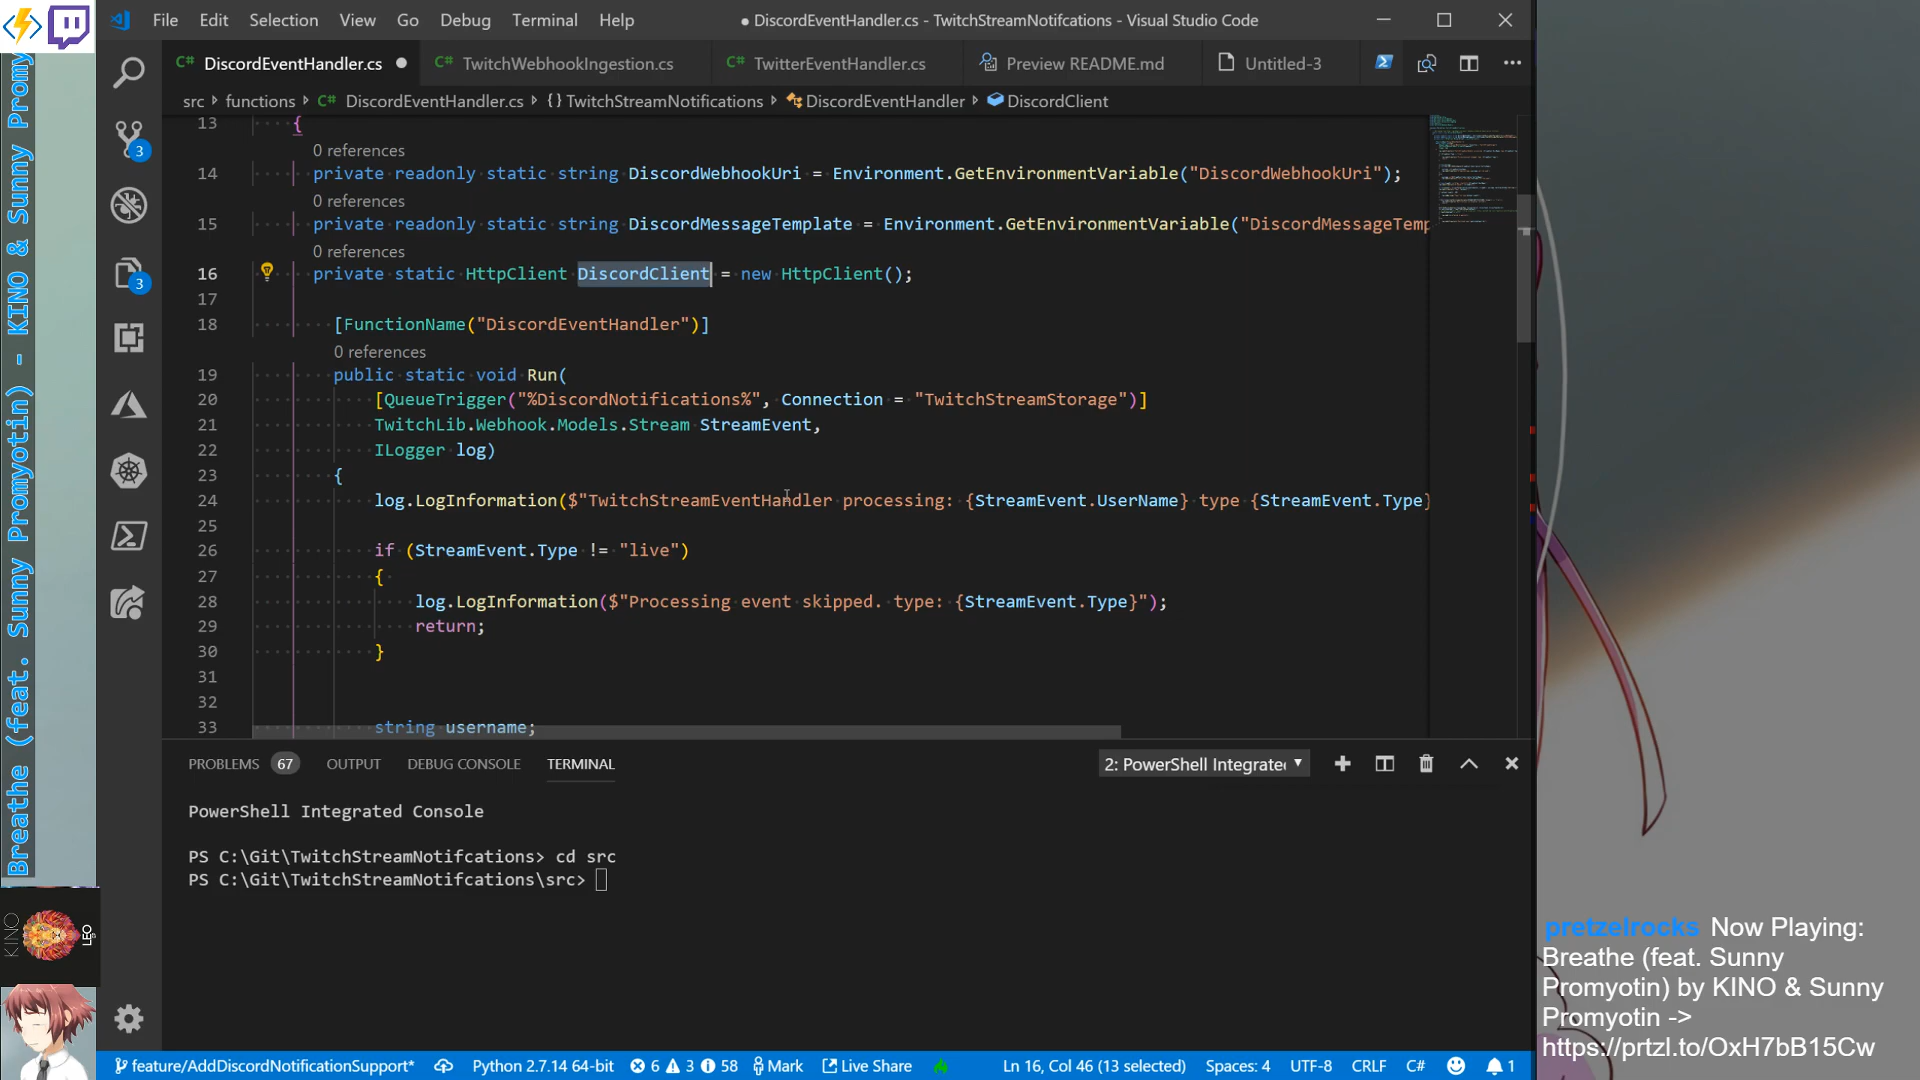 File Edit Selection View Go Debug Terminal Help
● DiscordEventHandler.cs - TwitchStreamNotifcations - Visual Studio Code
C# DiscordEventHandler.cs ●
C# TwitchWebhookIngestion.cs
C# TwitterEventHandler.cs
Preview README.md
Untitled-3
src > functions > C# DiscordEventHandler.cs > {} TwitchStreamNotifications > DiscordEventHandler > DiscordClient
13 {
0 references
14 private readonly static string DiscordWebhookUri = Environment.GetEnvironmentVariable("DiscordWebhookUri");
0 references
15 private readonly static string DiscordMessageTemplate = Environment.GetEnvironmentVariable("DiscordMessageTemp
0 references
16 private static HttpClient DiscordClient = new HttpClient();
17
18 [FunctionName("DiscordEventHandler")]
0 references
19 public static void Run(
20 [QueueTrigger("%DiscordNotifications%", Connection = "TwitchStreamStorage")]
21 TwitchLib.Webhook.Models.Stream StreamEvent,
22 ILogger log)
23 {
24 log.LogInformation($"TwitchStreamEventHandler processing: {StreamEvent.UserName} type {StreamEvent.Type}
25
26 if (StreamEvent.Type != "live")
27 {
28 log.LogInformation($"Processing event skipped. type: {StreamEvent.Type}");
29 return;
30 }
31
32
33 string username;
PROBLEMS 67 OUTPUT DEBUG CONSOLE TERMINAL
2: PowerShell Integrate
PowerShell Integrated Console
PS C:\Git\TwitchStreamNotifcations> cd src
PS C:\Git\TwitchStreamNotifcations\src>
3
3
feature/AddDiscordNotificationSupport* Python 2.7.14 64-bit 6 3 58 Mark Live Share Ln 16, Col 46 (13 selected) Spaces: 4 UTF-8 CRLF C# 1
Breathe (feat. Sunny Promyotin) - KINO & Sunny Promy
KINO
LEO
pretzelrocks Now Playing:
Breathe (feat. Sunny
Promyotin) by KINO & Sunny
Promyotin ->
https://prtzl.to/OxH7bB15Cw